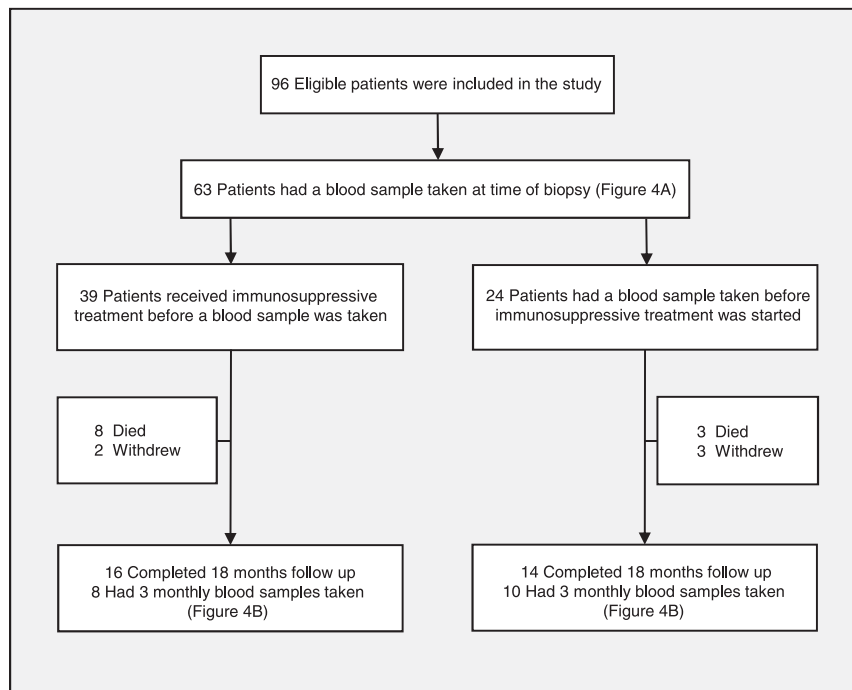 96 Eligible patients were included in the study
63 Patients had a blood sample taken at time of biopsy (Figure 4A)
39 Patients received immunosuppressive
treatment before a blood sample was taken
24 Patients had a blood sample taken before
immunosuppressive treatment was started
8 Died
2 Withdrew
3 Died
3 Withdrew
16 Completed 18 months follow up
8 Had 3 monthly blood samples taken
(Figure 4B)
14 Completed 18 months follow up
10 Had 3 monthly blood samples taken
(Figure 4B)